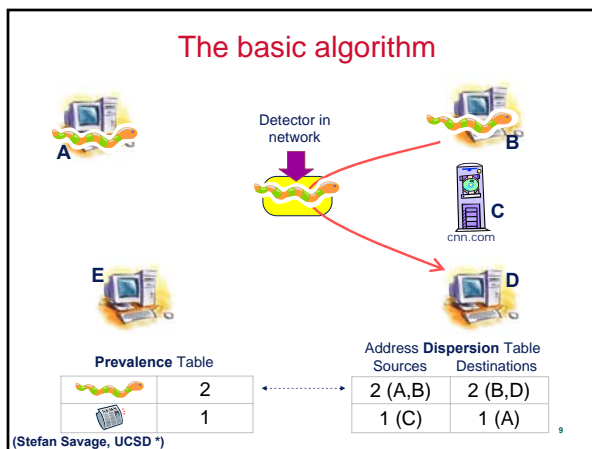 The basic algorithm
Detector in
network
A
B
C
cnn.com
E
D
Prevalence Table
2
1
Address Dispersion Table
Sources Destinations
2 (A,B) 2 (B,D)
1 (C) 1 (A)
(Stefan Savage, UCSD *)
9